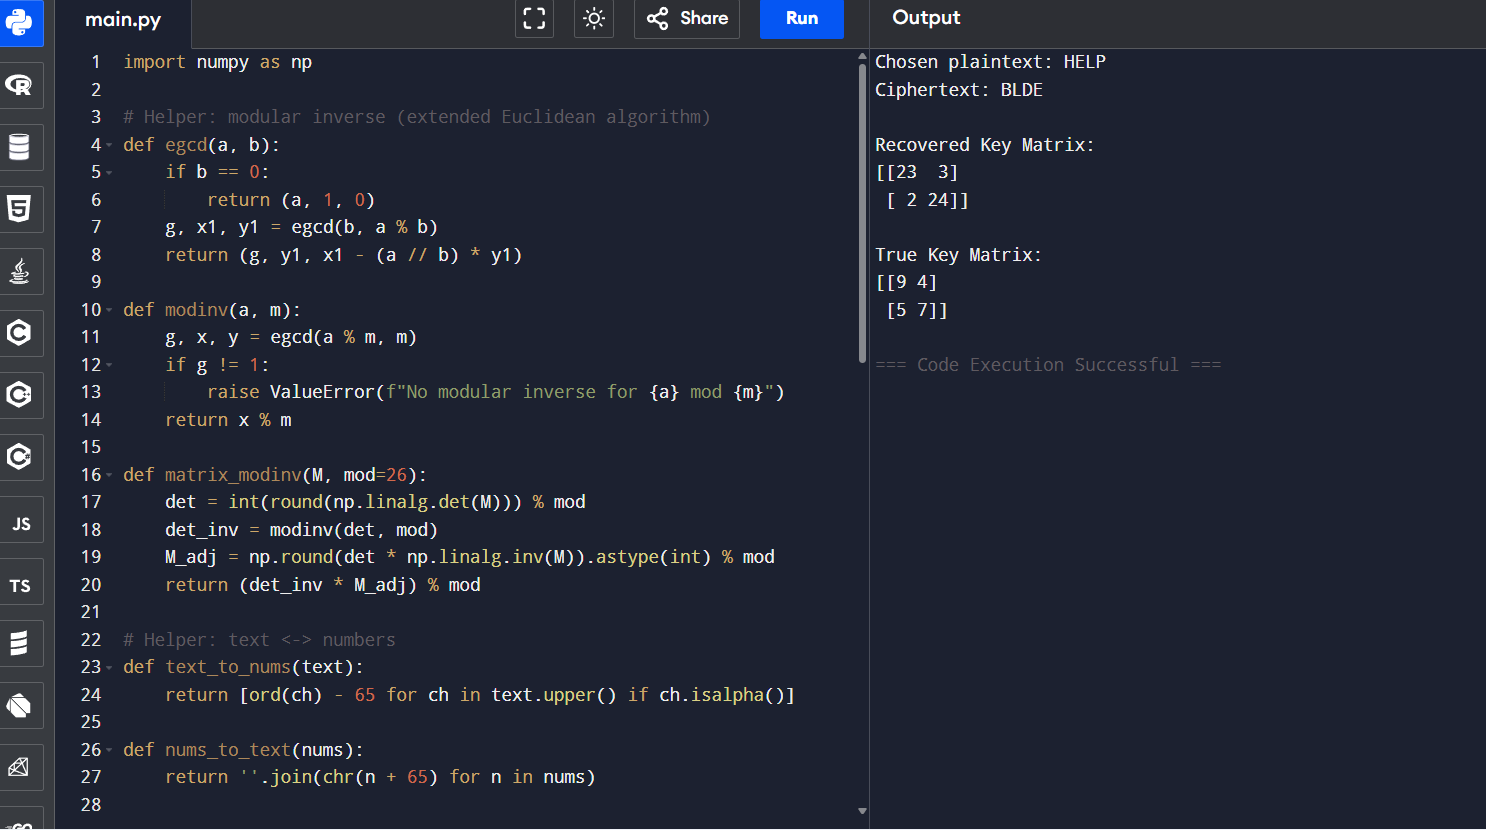 main.py
Share
Run
Output
1 import numpy as np
2
3 # Helper: modular inverse (extended Euclidean algorithm)
4 def egcd(a, b):
5     if b == 0:
6         return (a, 1, 0)
7     g, x1, y1 = egcd(b, a % b)
8     return (g, y1, x1 - (a // b) * y1)
9
10 def modinv(a, m):
11     g, x, y = egcd(a % m, m)
12     if g != 1:
13         raise ValueError(f"No modular inverse for {a} mod {m}")
14     return x % m
15
16 def matrix_modinv(M, mod=26):
17     det = int(round(np.linalg.det(M))) % mod
18     det_inv = modinv(det, mod)
19     M_adj = np.round(det * np.linalg.inv(M)).astype(int) % mod
20     return (det_inv * M_adj) % mod
21
22 # Helper: text <-> numbers
23 def text_to_nums(text):
24     return [ord(ch) - 65 for ch in text.upper() if ch.isalpha()]
25
26 def nums_to_text(nums):
27     return ''.join(chr(n + 65) for n in nums)
28
Chosen plaintext: HELP
Ciphertext: BLDE
Recovered Key Matrix:
[[23  3]
 [ 2 24]]
True Key Matrix:
[[9 4]
 [5 7]]
=== Code Execution Successful ===
R
5
C
C+
C#
JS
TS
GO